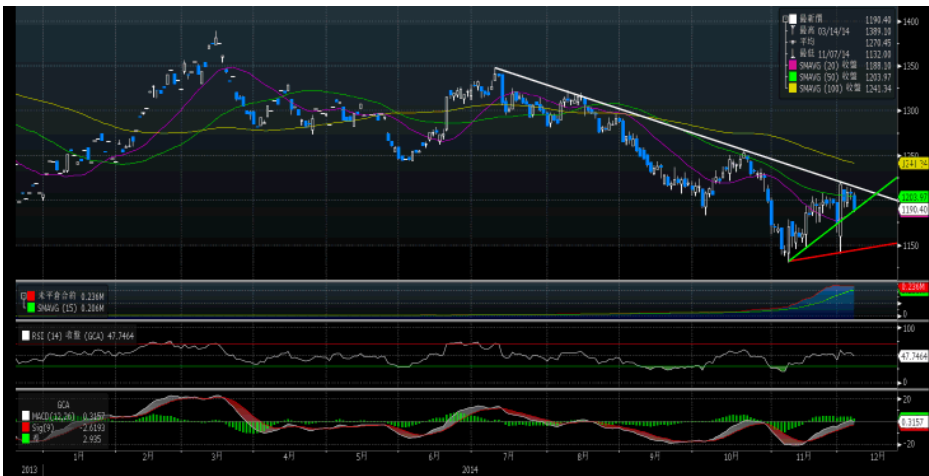 最新價 1190.40
最高 03/14/14 1389.10
平均 1270.45
最低 11/07/14 1132.00
SMAVG (20) 收盤 1188.10
SMAVG (50) 收盤 1203.97
SMAVG (100) 收盤 1241.34
1400
1350
1300
1250
1241.34
1203.97
1190.40
1150
未平倉合約 0.236M
SMAVG (15) 0.206M
0.236M
0
RSI (14) 收盤 (GCA) 47.7464
100
47.7464
0
GCA
MACD(12,26) 0.3157
Sig(9) -2.6193
差 2.935
20
0.3157
-20
1月 2月 3月 4月 5月 6月 7月 8月 9月 10月 11月 12月
2013 2014